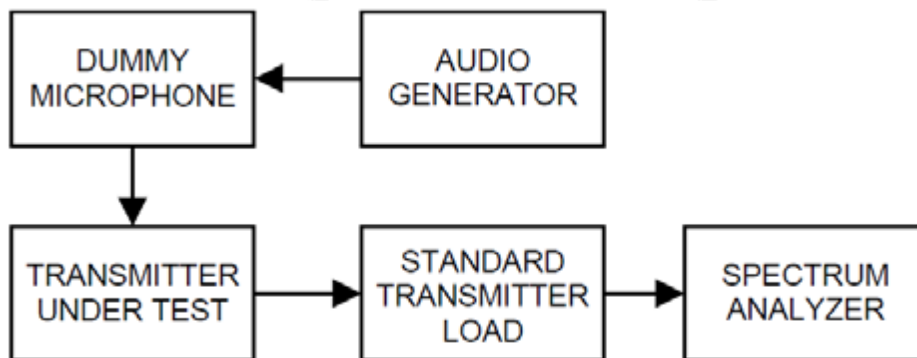 DUMMY
MICROPHONE
AUDIO
GENERATOR
TRANSMITTER
UNDER TEST
STANDARD
TRANSMITTER
LOAD
SPECTRUM
ANALYZER